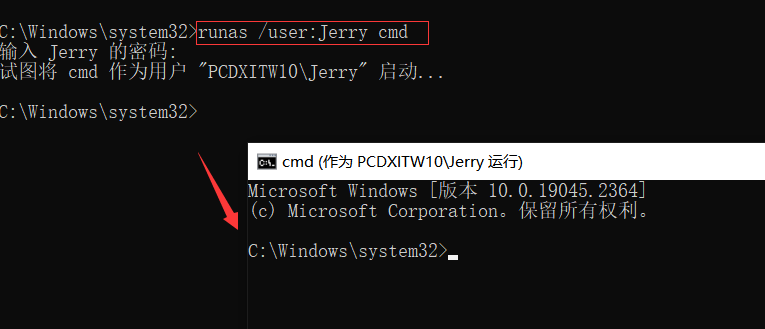 C:\Windows\system32>runas /user:Jerry cmd
输入 Jerry 的密码:
试图将 cmd 作为用户 "PCDXITW10\Jerry" 启动...
C:\Windows\system32>
cmd (作为 PCDXITW10\Jerry 运行)
Microsoft Windows [版本 10.0.19045.2364]
(c) Microsoft Corporation。保留所有权利。
C:\Windows\system32>